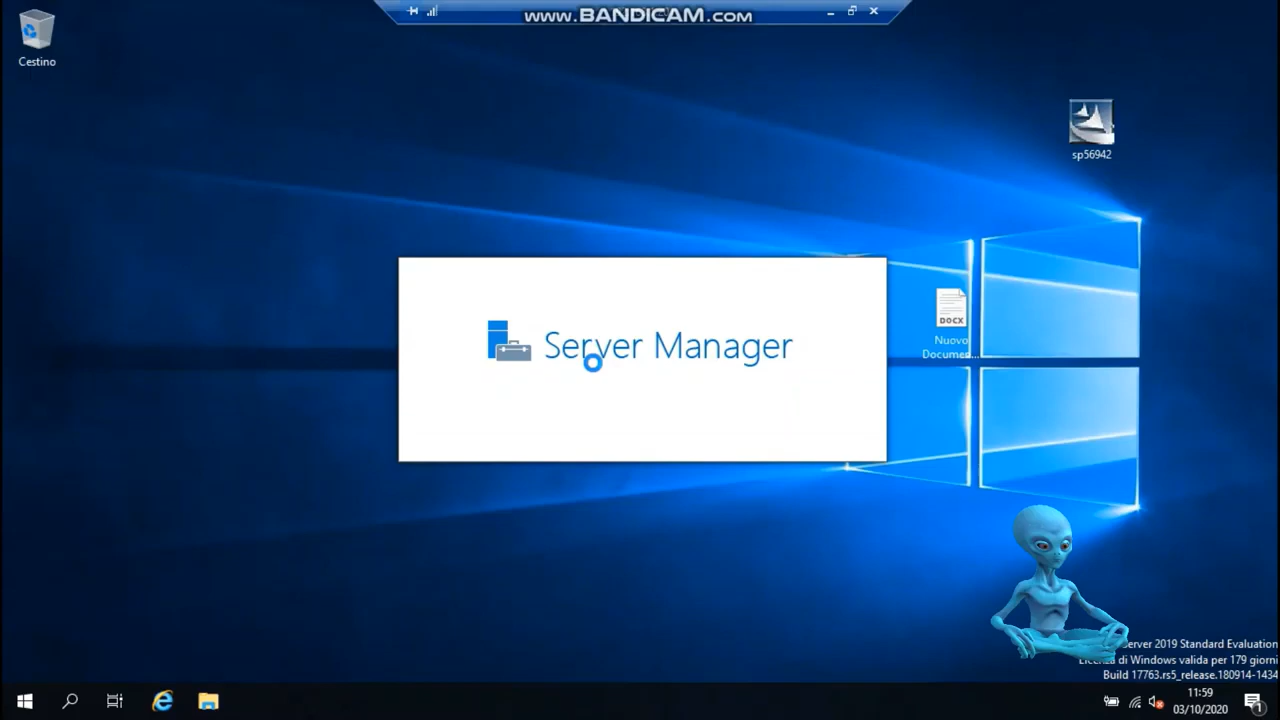 www.BANDICAM.com
Cestino
sp56942
DOCX
Nuovo
Documen...
Server Manager
Server 2019 Standard Evaluation
di Windows valida per 179 giorni
Build 17763.rs5_release.180914-1434
11:59
03/10/2020
1